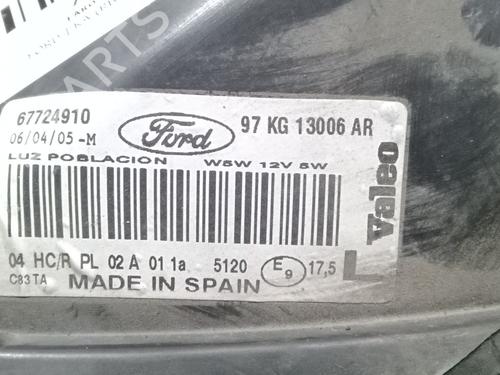 PARTS
67724910
06/04/05 -M
Ford
97 KG 13006 AR
LUZ POBLACION W5W 12V 5W
Valeo
04 HC/R PL 02 A 01 1a 5120 E9 17,5 L
C83TA MADE IN SPAIN